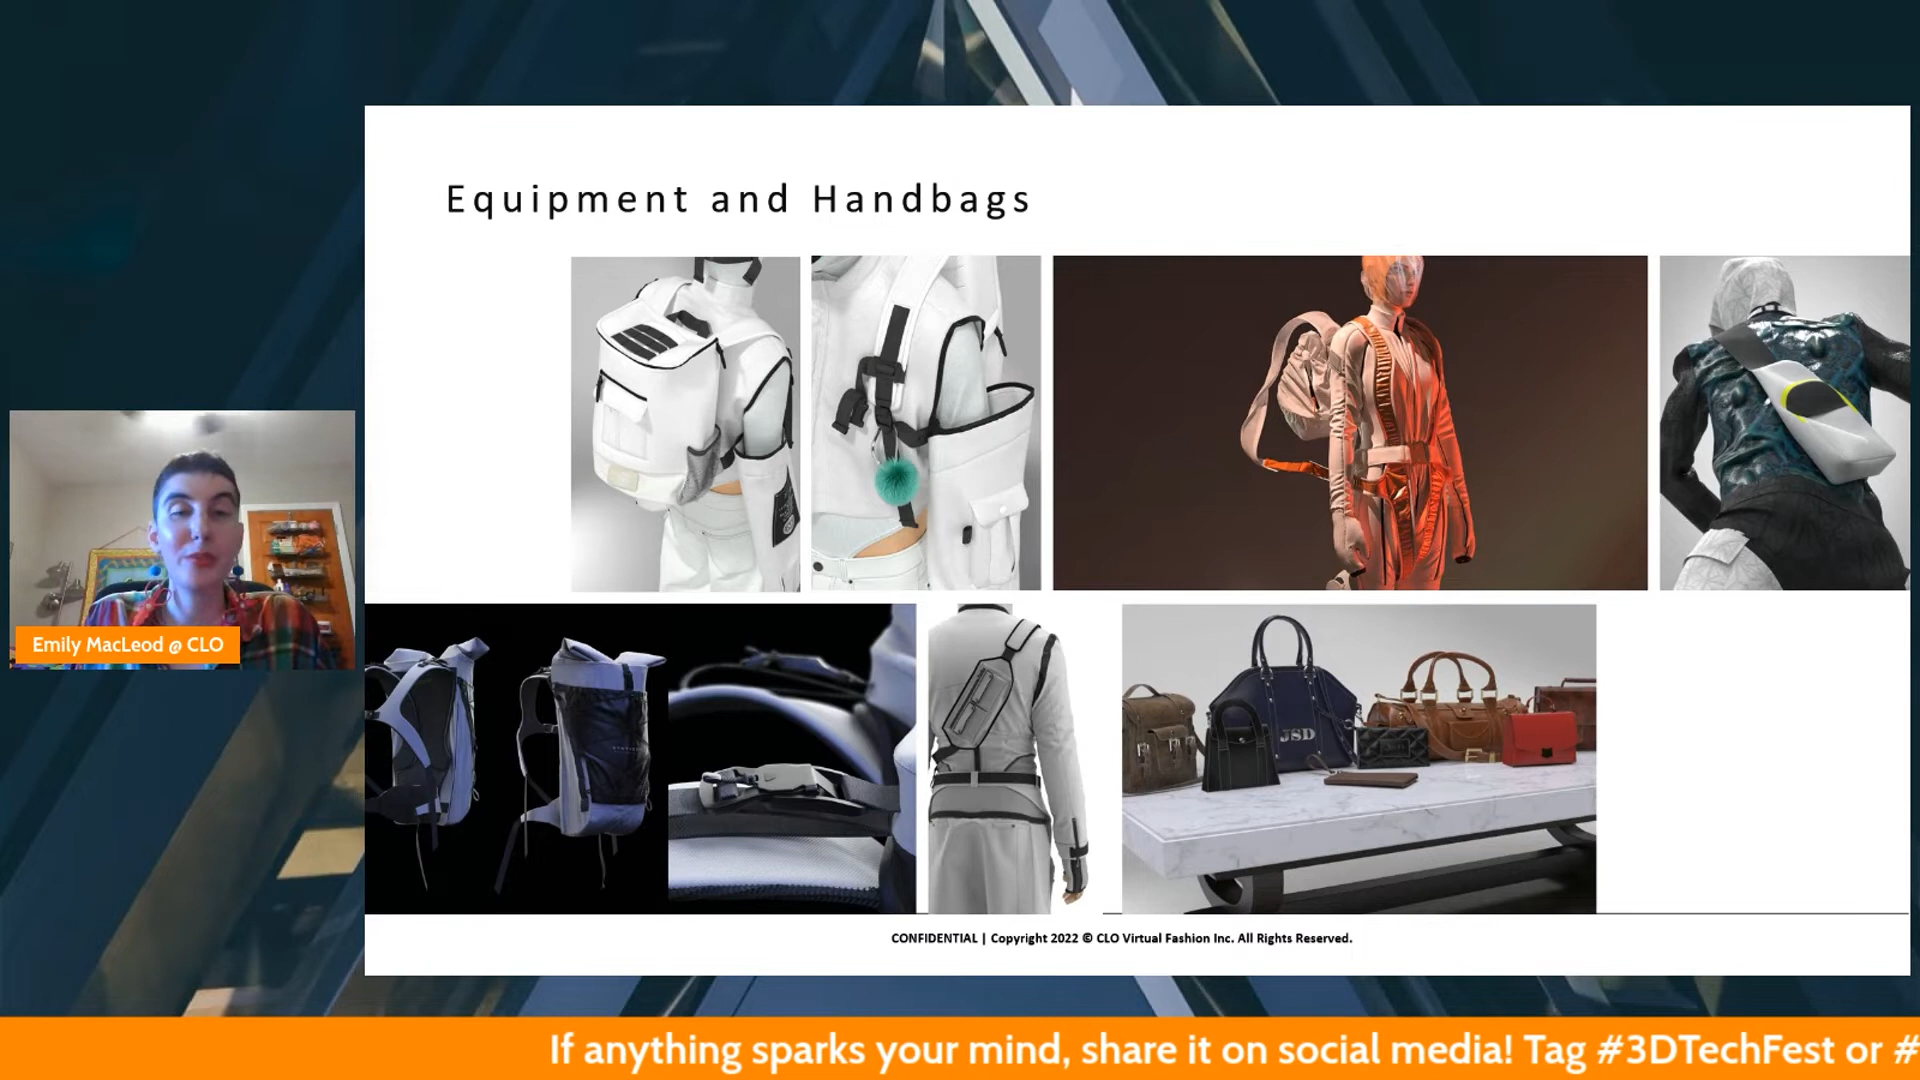 Equipment and Handbags
Emily MacLeod @ CLO
JSD
CONFIDENTIAL | Copyright 2022 © CLO Virtual Fashion Inc. All Rights Reserved.
If anything sparks your mind, share it on social media! Tag #3DTechFest or #